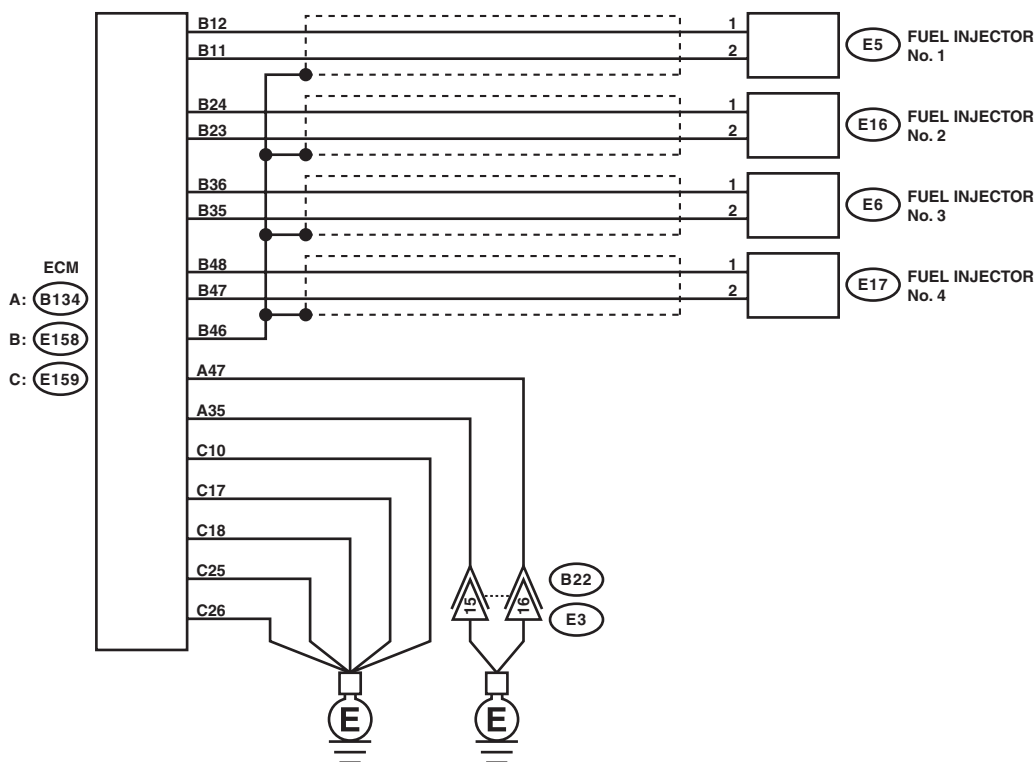 B12
1
B11
2
E5
FUEL INJECTOR
No. 1
B24
1
B23
2
E16
FUEL INJECTOR
No. 2
B36
1
B35
2
E6
FUEL INJECTOR
No. 3
B48
1
B47
2
E17
FUEL INJECTOR
No. 4
ECM
A: B134
B: E158
C: E159
B46
A47
A35
C10
C17
C18
C25
C26
15
16
B22
E3
E
E